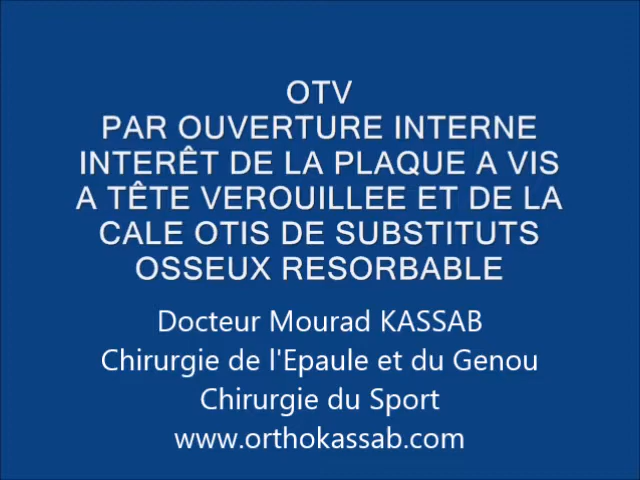 OTV
PAR OUVERTURE INTERNE
INTERÊT DE LA PLAQUE A VIS
A TÊTE VEROUILLEE ET DE LA
CALE OTIS DE SUBSTITUTS
OSSEUX RESORBABLE
Docteur Mourad KASSAB
Chirurgie de l'Epaule et du Genou
Chirurgie du Sport
www.orthokassab.com